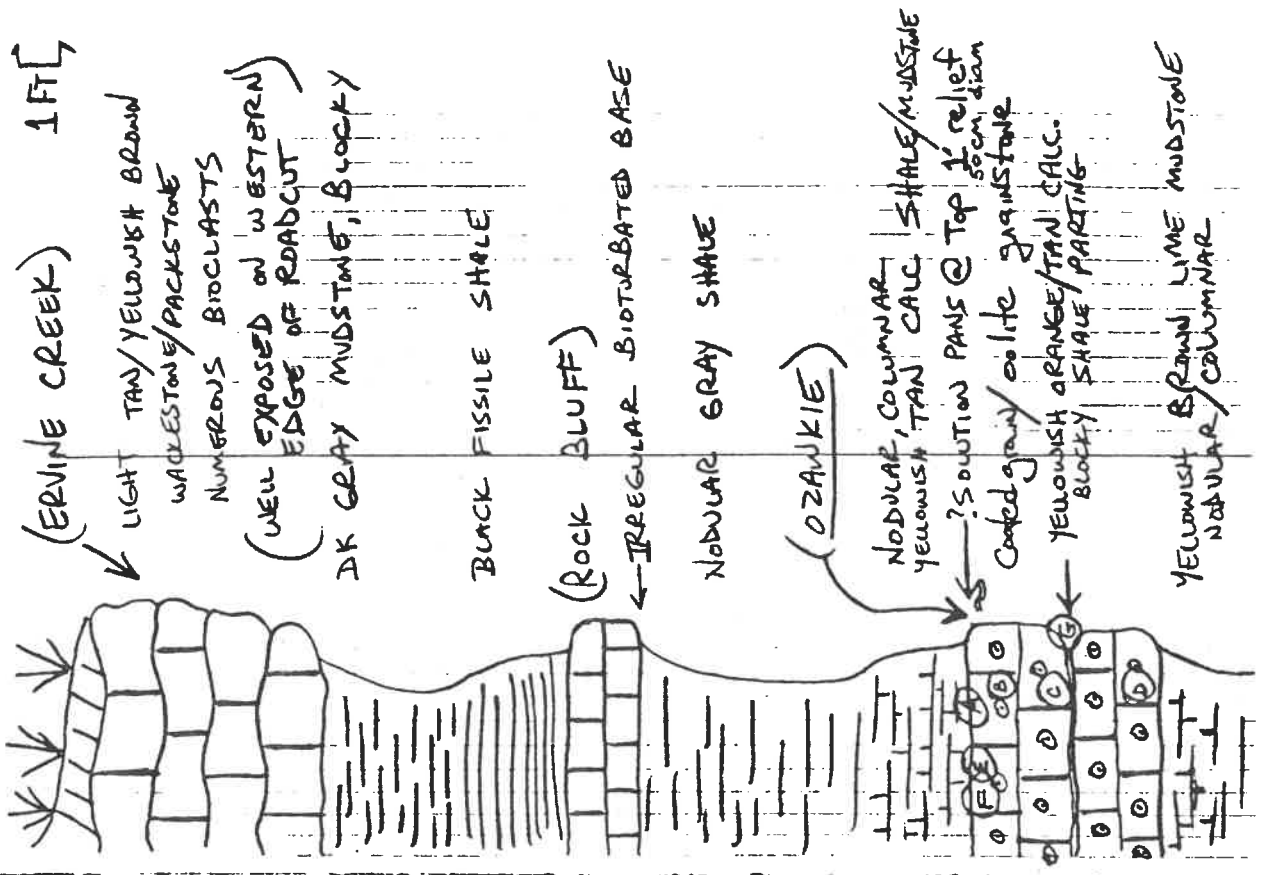 1 FT
(ERVINE CREEK)
LIGHT TAN/YELLOWISH BROWN
WACKESTONE/PACKSTONE
NUMEROUS BIOCLASTS
(WELL EXPOSED ON WESTERN
EDGE OF ROADCUT)
DK GRAY MUDSTONE, BLOCKY
BLACK FISSILE SHALE
(ROCK BLUFF)
IRREGULAR BIOTURBATED BASE
NODULAR GRAY SHALE
(OZAWKIE)
NODULAR, COLUMNAR
YELLOWISH TAN CALC SHALE/MUDSTONE
?SOLUTION PANS @ Top 1' relief
50cm diam
Coated grain/oolite grainstone
YELLOWISH ORANGE/TAN CALC.
BLOCKY SHALE PARTING
YELLOWISH BROWN LIME MUDSTONE
NODULAR/COLUMNAR
A
B
C
D
E
F
G